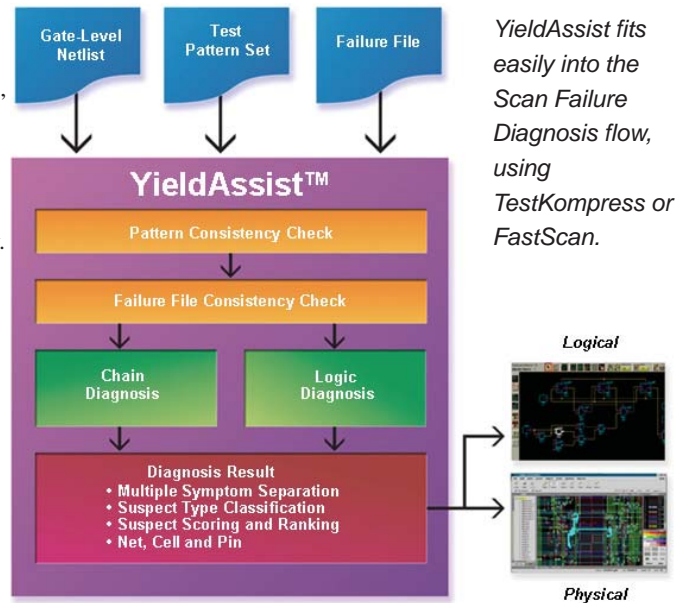 Gate-Level
Netlist
Test
Pattern Set
Failure File
YieldAssist fits
easily into the
Scan Failure
Diagnosis flow,
using
TestKompress or
FastScan.
,
.
YieldAssist™
Pattern Consistency Check
Failure File Consistency Check
Chain
Diagnosis
Logic
Diagnosis
Diagnosis Result
• Multiple Symptom Separation
• Suspect Type Classification
• Suspect Scoring and Ranking
• Net, Cell and Pin
Logical
Physical